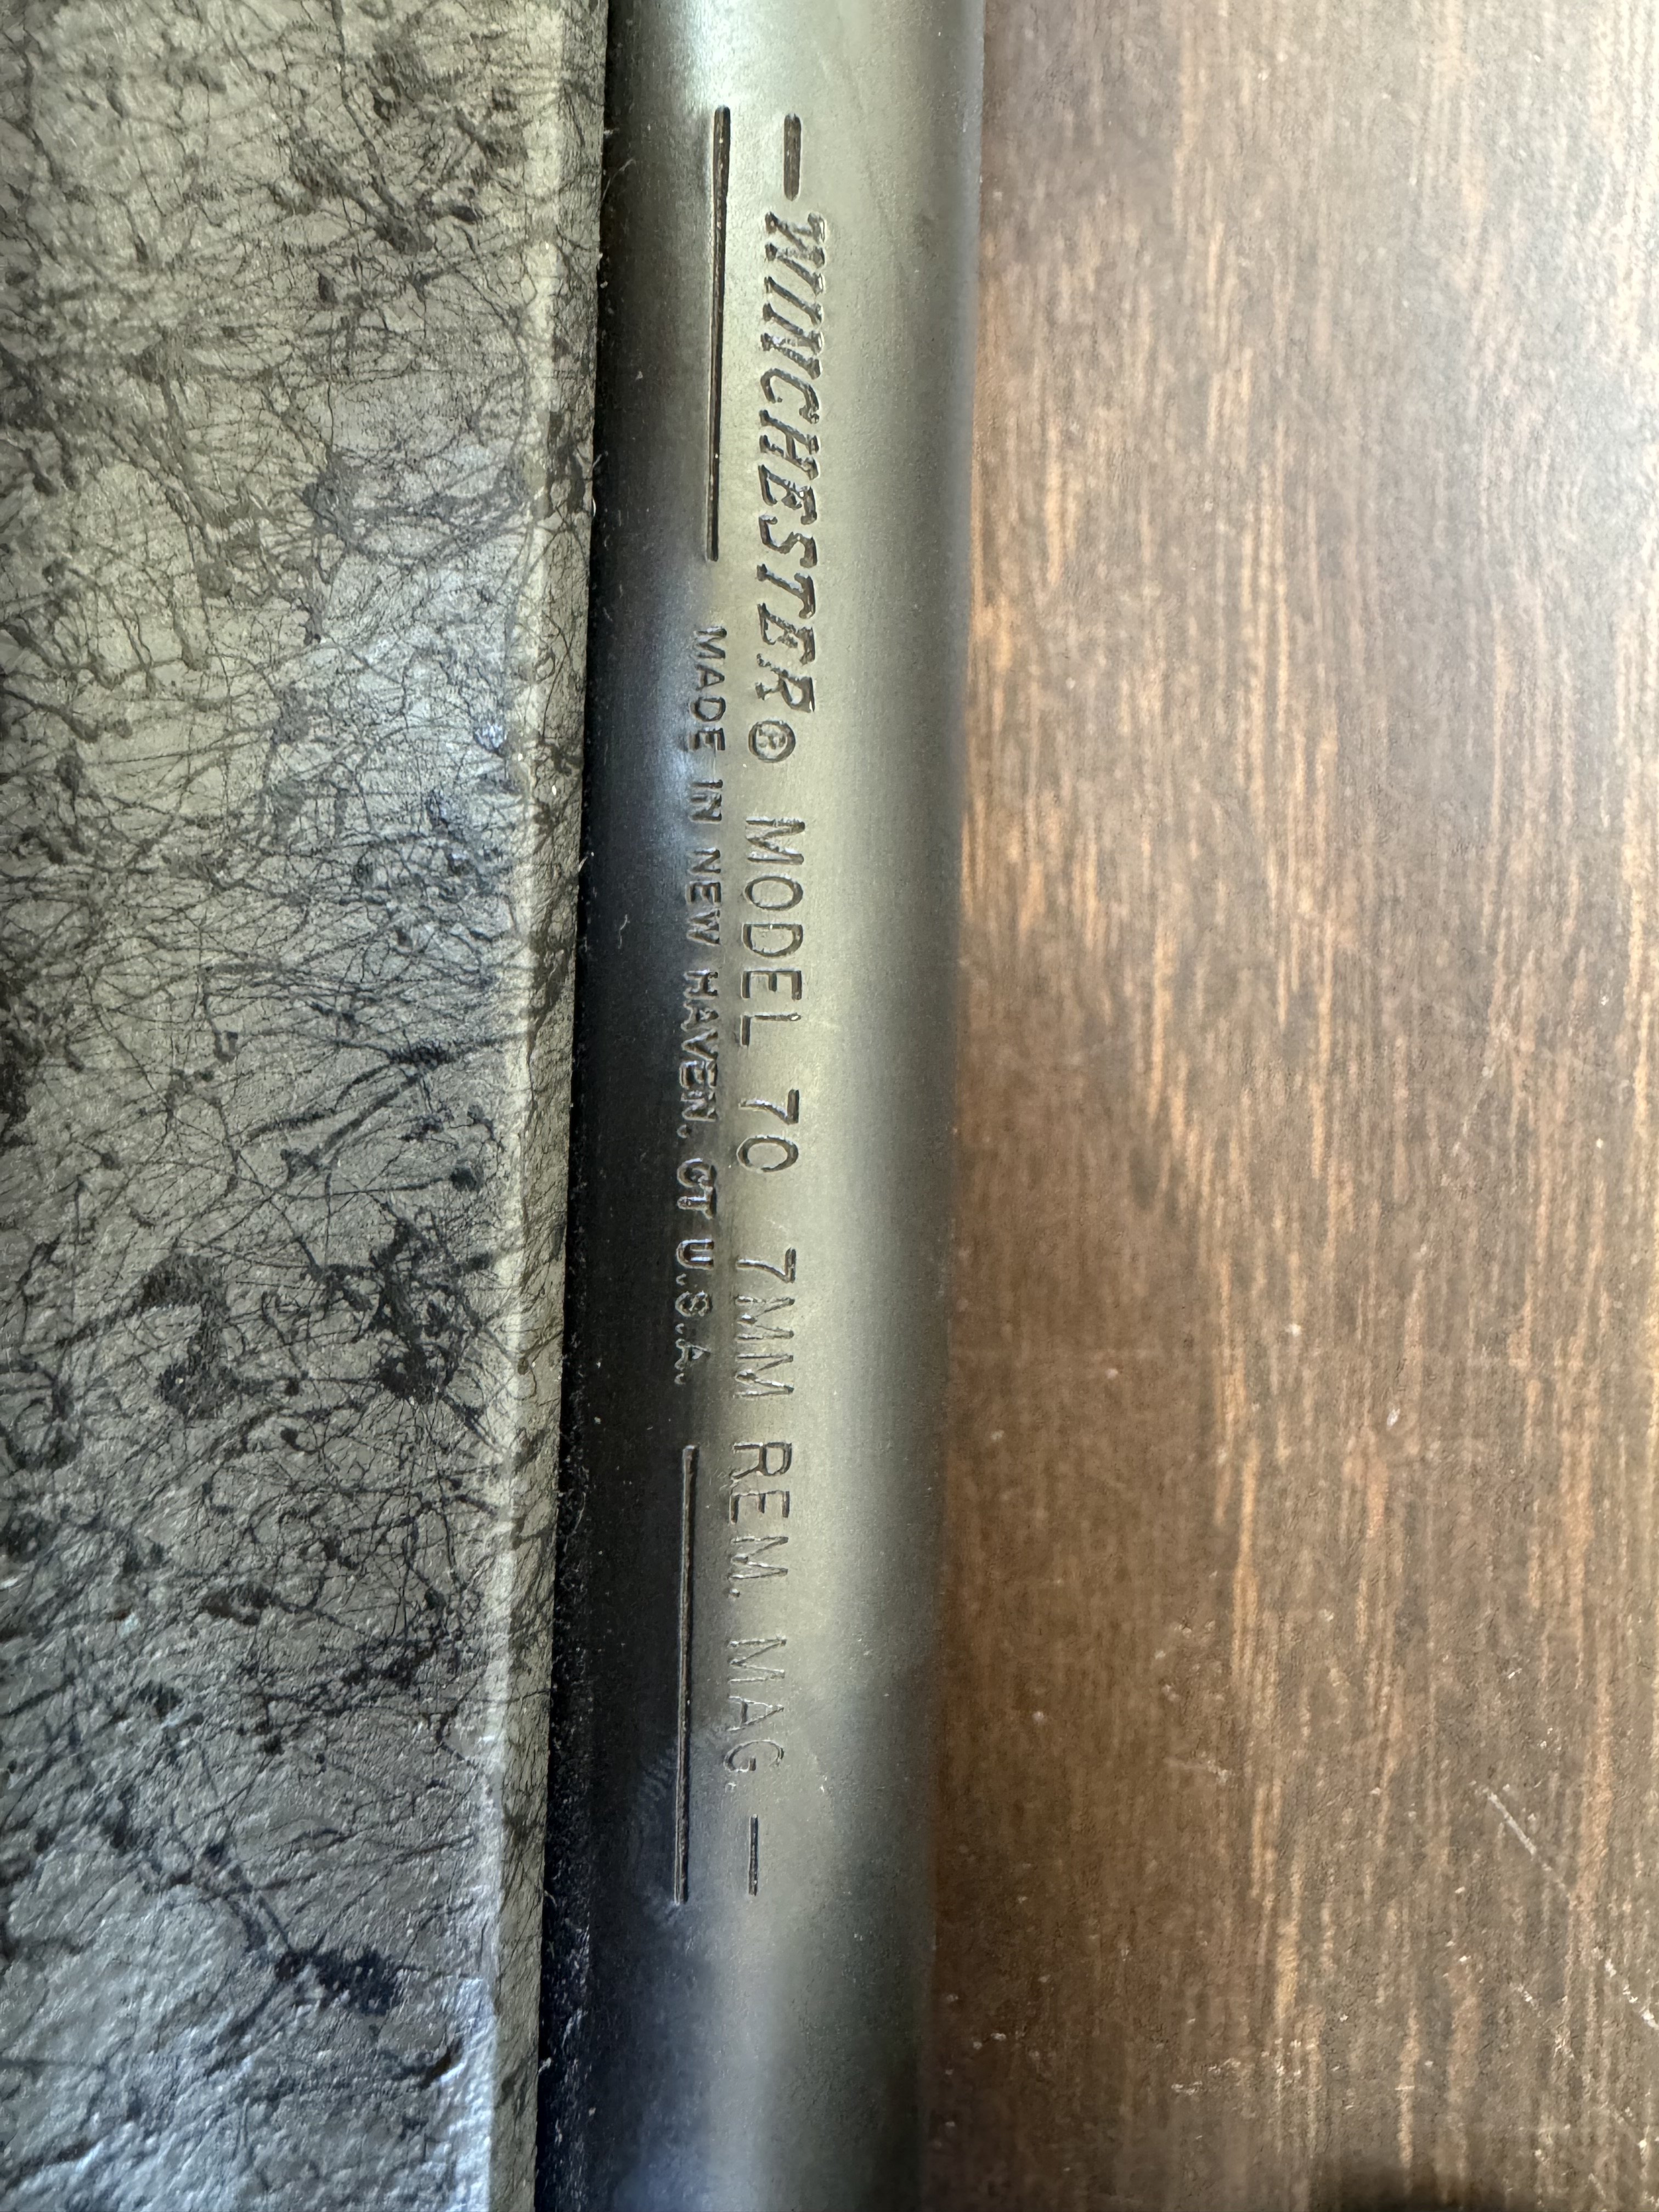 — WINCHESTER® MODEL 70 7MM REM. MAG. —
MADE IN NEW HAVEN, CT U.S.A.